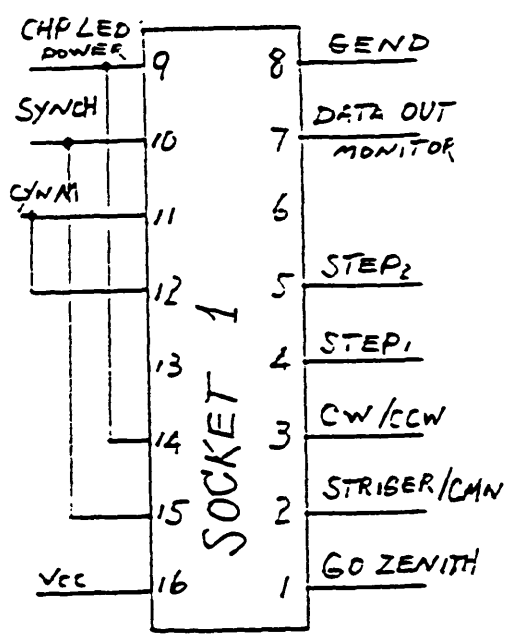 CHP LED
POWER
9
8
GEND
SYNCH
10
7
DATA OUT
MONITOR
11
6
12
5
STEP2
13
4
STEP1
14
3
CW/CCW
15
2
STRIGER/CMN
Vcc
16
1
GO ZENITH
SOCKET 1